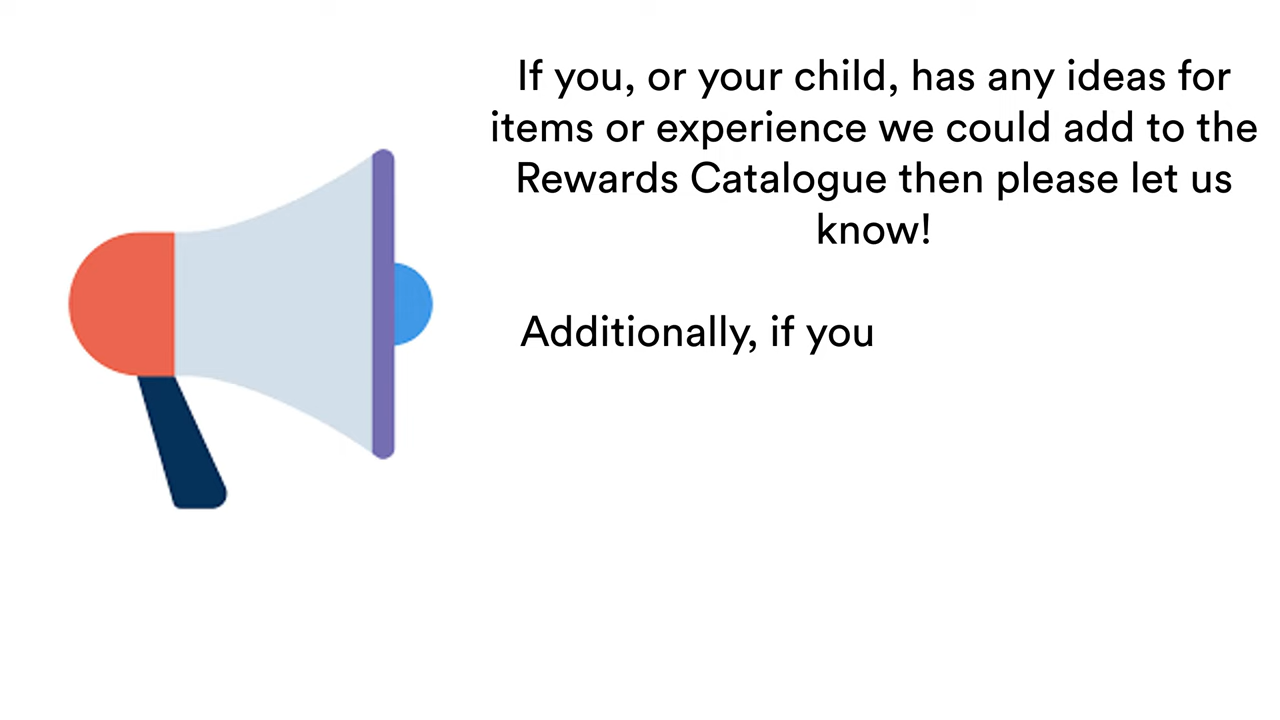 If you, or your child, has any ideas for
items or experience we could add to the
Rewards Catalogue then please let us
know!
Additionally, if you